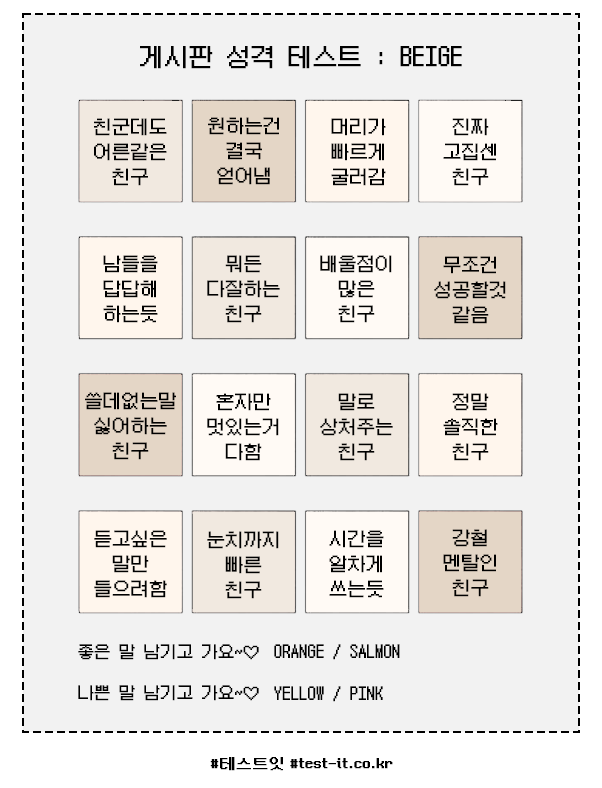 게시판 성격 테스트 : BEIGE
친군데도
어른같은
친구
원하는건
결국
얻어냄
머리가
빠르게
굴러감
진짜
고집센
친구
남들을
답답해
하는듯
뭐든
다잘하는
친구
배울점이
많은
친구
무조건
성공할것
같음
쓸데없는말
싫어하는
친구
혼자만
멋있는거
다함
말로
상처주는
친구
정말
솔직한
친구
듣고싶은
말만
들으려함
눈치까지
빠른
친구
시간을
알차게
쓰는듯
강철
멘탈인
친구
좋은 말 남기고 가요~♡ ORANGE / SALMON
나쁜 말 남기고 가요~♡ YELLOW / PINK
#테스트잇 #test-it.co.kr